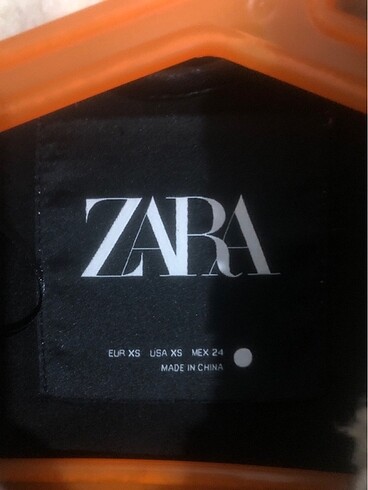 ZARA
EUR XS USA XS MEX 24
MADE IN CHINA